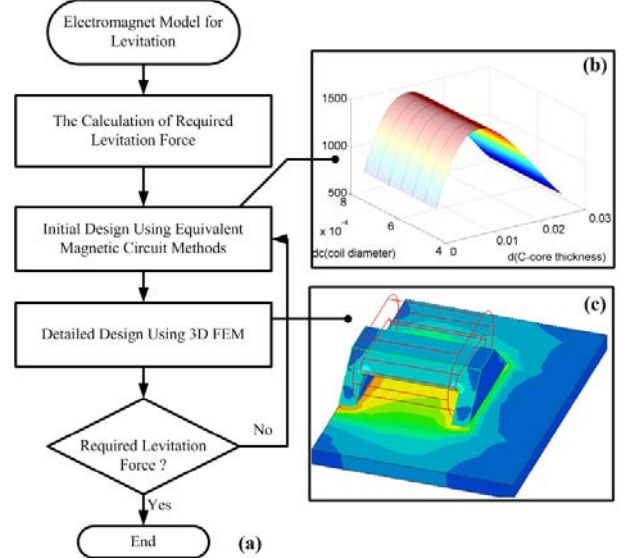 Electromagnet Model for
Levitation
The Calculation of Required
Levitation Force
Initial Design Using Equivalent
Magnetic Circuit Methods
Detailed Design Using 3D FEM
Required Levitation
Force ?
No
Yes
End
(a)
(b)
1500
1000
500
8
x 10⁻⁴
6
4
dc(coil diameter)
0
0.01
0.02
0.03
d(C-core thickness)
(c)